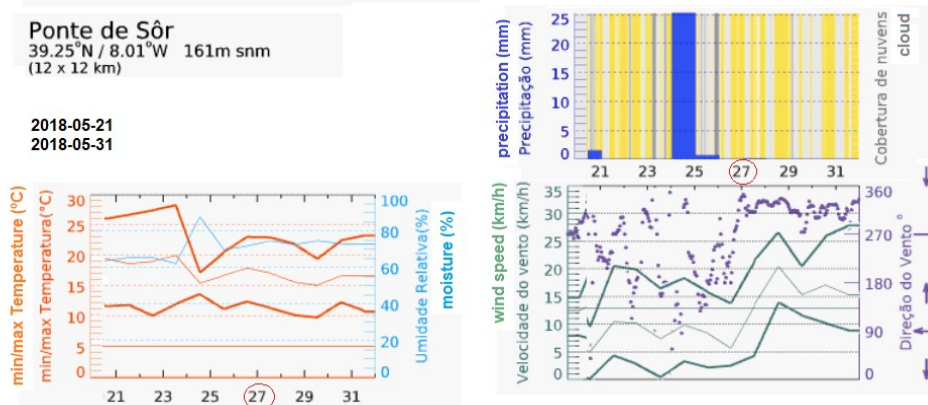 Ponte de Sôr
39.25°N / 8.01°W 161m snm
(12 x 12 km)
2018-05-21
2018-05-31
precipitation (mm)
Precipitação (mm)
25
20
15
10
5
0
21 23 25 27 29 31
Cobertura de nuvens
cloud
min/max Temperature (ºC)
min/max Temperatura(°C)
30
25
20
15
10
5
0
21 23 25 27 29 31
100
80
60
40
20
0
Umidade Relativa(%)
moisture (%)
wind speed (km/h)
Velocidade do vento (km/h)
35
30
25
20
15
10
5
0
21 23 25 27 29 31
360
270
180
90
0
Direção do Vento °